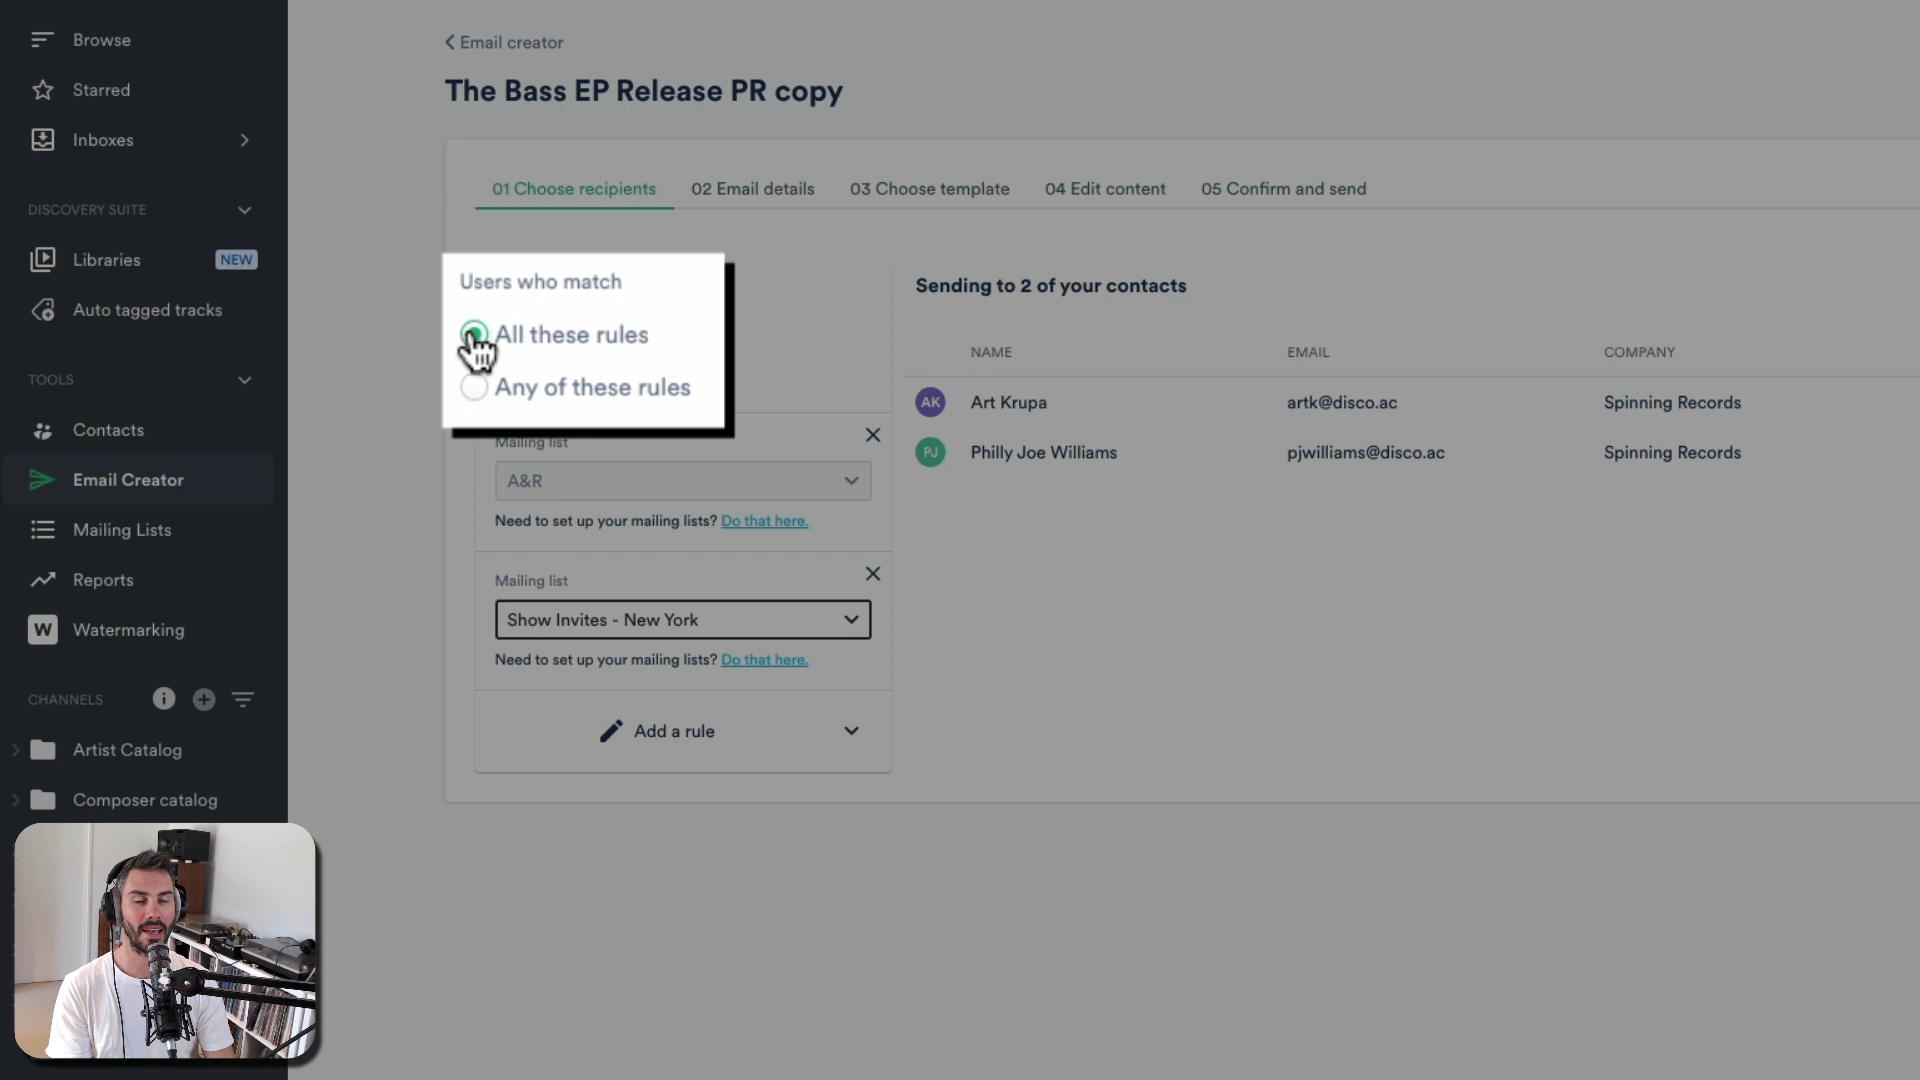 Browse
Starred
Inboxes
DISCOVERY SUITE
Libraries NEW
Auto tagged tracks
TOOLS
Contacts
Email Creator
Mailing Lists
Reports
W Watermarking
CHANNELS
Artist Catalog
Composer catalog
Email creator
The Bass EP Release PR copy
01 Choose recipients 02 Email details 03 Choose template 04 Edit content 05 Confirm and send
Users who match
All these rules
Any of these rules
Mailing list
A&R
Need to set up your mailing lists? Do that here.
Mailing list
Show Invites - New York
Need to set up your mailing lists? Do that here.
Add a rule
Sending to 2 of your contacts
NAME EMAIL COMPANY
AK Art Krupa artk@disco.ac Spinning Records
PJ Philly Joe Williams pjwilliams@disco.ac Spinning Records